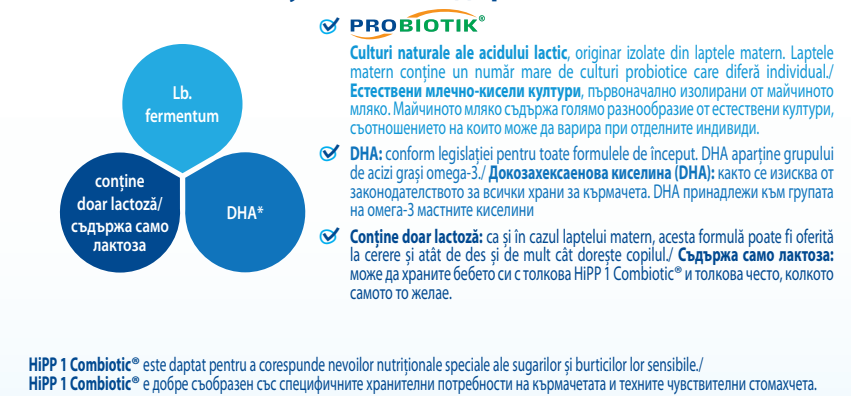 PROBIOTIK®
Culturi naturale ale acidului lactic, originar izolate din laptele matern. Laptele
matern conține un număr mare de culturi probiotice care diferă individual./
Естествени млечно-кисели култури, първоначално изолирани от майчиното
мляко. Майчиното мляко съдържа голямо разнообразие от естествени култури,
съотношението на които може да варира при отделните индивиди.
Lb.
fermentum
conține
doar lactoză/
съдържа само
лактоза
DHA*
DHA: conform legislației pentru toate formulele de început. DHA aparține grupului
de acizi grași omega-3./ Докозахексаенова киселина (DHA): както се изисква от
законодателството за всички храни за кърмачета. DHA принадлежи към групата
на омега-3 мастните киселини
Conține doar lactoză: ca și în cazul laptelui matern, acesta formulă poate fi oferită
la cerere și atât de des și de mult cât dorește copilul./ Съдържа само лактоза:
може да храните бебето си с толкова HiPP 1 Combiotic® и толкова често, колкото
самото то желае.
HiPP 1 Combiotic® este daptat pentru a corespunde nevoilor nutriționale speciale ale sugarilor și burticilor lor sensibile./
HiPP 1 Combiotic® е добре съобразен със специфичните хранителни потребности на кърмачетата и техните чувствителни стомахчета.